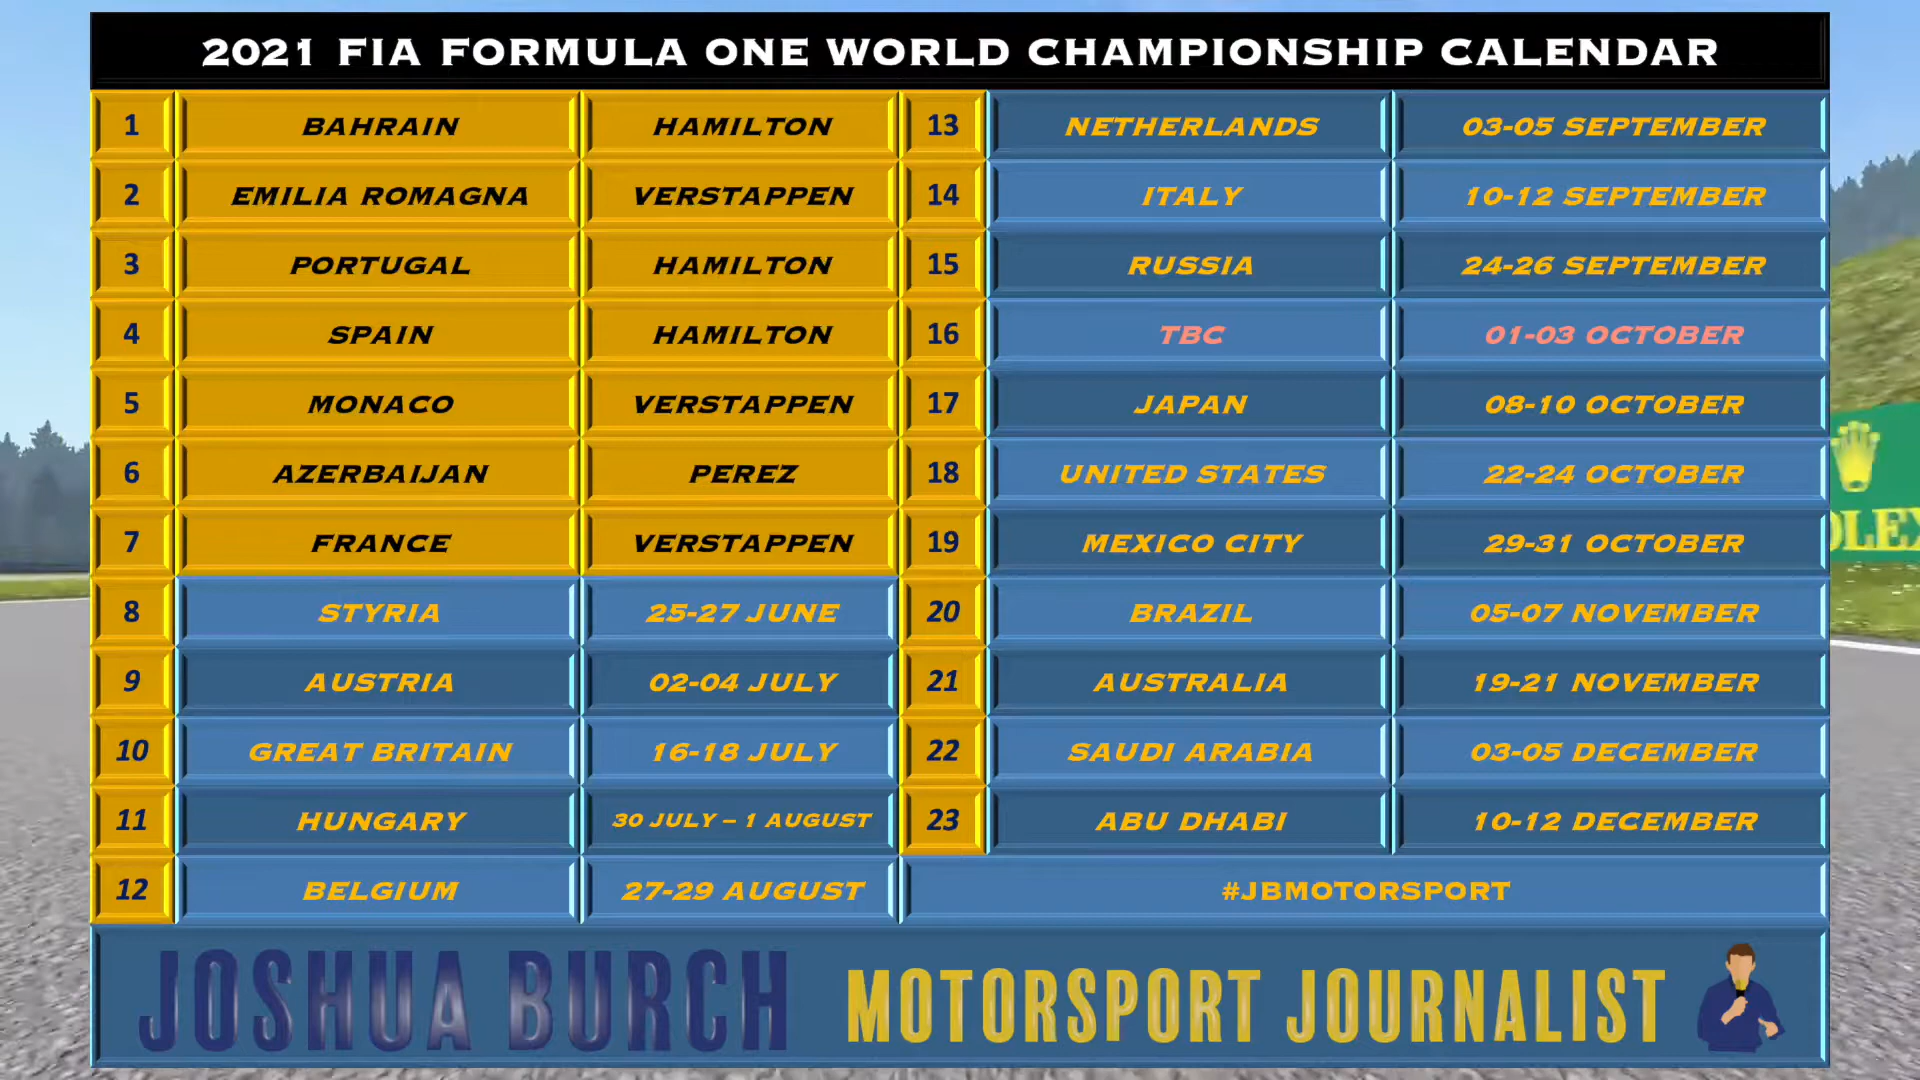 2021 FIA FORMULA ONE WORLD CHAMPIONSHIP CALENDAR
1 BAHRAIN HAMILTON 13 NETHERLANDS 03-05 SEPTEMBER
2 EMILIA ROMAGNA VERSTAPPEN 14 ITALY 10-12 SEPTEMBER
3 PORTUGAL HAMILTON 15 RUSSIA 24-26 SEPTEMBER
4 SPAIN HAMILTON 16 TBC 01-03 OCTOBER
5 MONACO VERSTAPPEN 17 JAPAN 08-10 OCTOBER
6 AZERBAIJAN PEREZ 18 UNITED STATES 22-24 OCTOBER
7 FRANCE VERSTAPPEN 19 MEXICO CITY 29-31 OCTOBER
8 STYRIA 25-27 JUNE 20 BRAZIL 05-07 NOVEMBER
9 AUSTRIA 02-04 JULY 21 AUSTRALIA 19-21 NOVEMBER
10 GREAT BRITAIN 16-18 JULY 22 SAUDI ARABIA 03-05 DECEMBER
11 HUNGARY 30 JULY – 1 AUGUST 23 ABU DHABI 10-12 DECEMBER
12 BELGIUM 27-29 AUGUST #JBMOTORSPORT
JOSHUA BURCH MOTORSPORT JOURNALIST